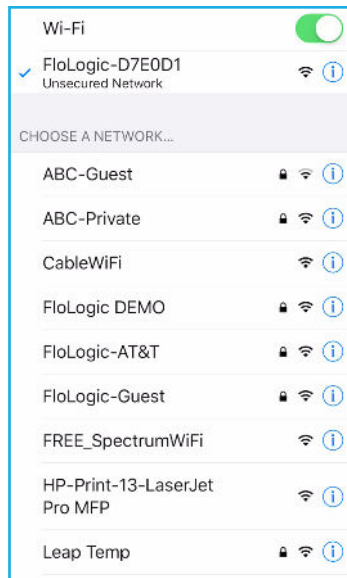 Wi-Fi
FloLogic-D7E0D1
Unsecured Network
CHOOSE A NETWORK...
ABC-Guest
ABC-Private
CableWiFi
FloLogic DEMO
FloLogic-AT&T
FloLogic-Guest
FREE_SpectrumWiFi
HP-Print-13-LaserJet
Pro MFP
Leap Temp